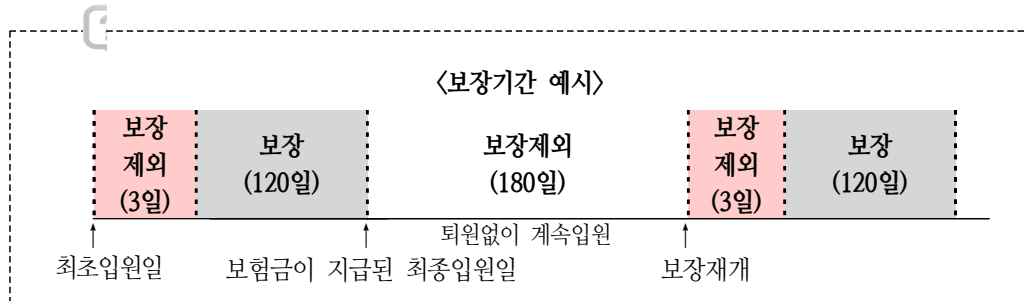 〈보장기간 예시〉
보장
제외
(3일)
보장
(120일)
보장제외
(180일)
보장
제외
(3일)
보장
(120일)
퇴원없이 계속입원
최초입원일
보험금이 지급된 최종입원일
보장재개